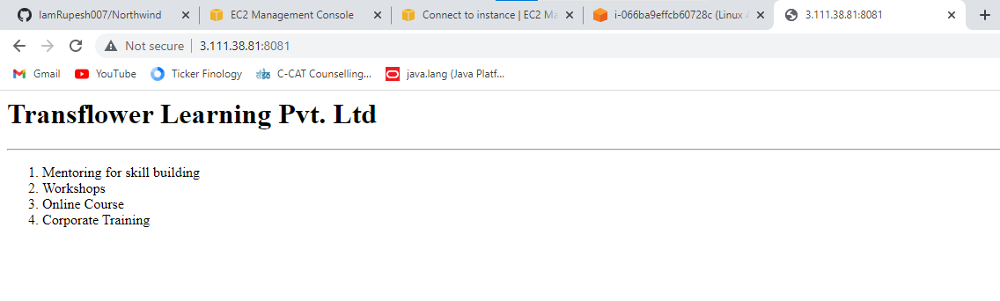 IamRupesh007/Northwind
EC2 Management Console
Connect to instance | EC2 Ma
i-066ba9effcb60728c (Linux
3.111.38.81:8081
Not secure | 3.111.38.81:8081
Gmail
YouTube
Ticker Finology
C-CAT Counselling...
java.lang (Java Platf...
Transflower Learning Pvt. Ltd
1. Mentoring for skill building
2. Workshops
3. Online Course
4. Corporate Training